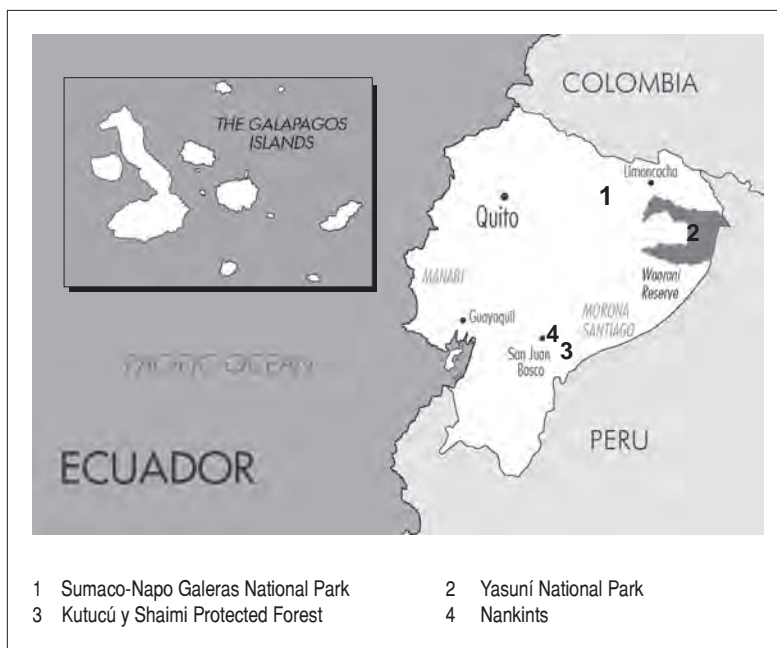 COLOMBIA
THE GALAPAGOS
ISLANDS
Limoncocha
1
Quito
2
MANABI
Waorani
Reserve
MORONA
SANTIAGO
Guayaquil
4
San Juan
Bosco
3
PACIFIC OCEAN
PERU
ECUADOR
1 Sumaco-Napo Galeras National Park
2 Yasuní National Park
3 Kutucú y Shaimi Protected Forest
4 Nankints